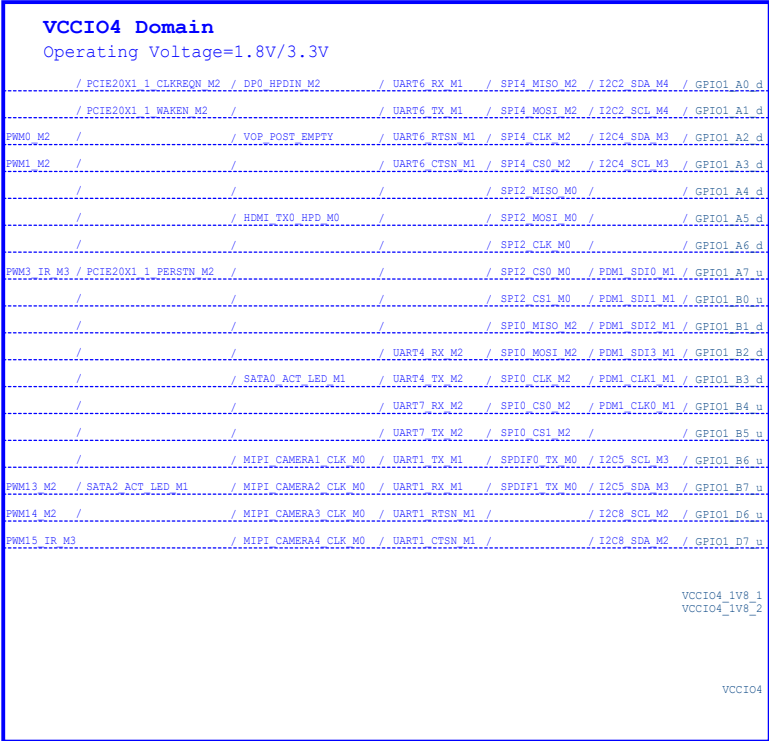 VCCIO4 Domain
Operating Voltage=1.8V/3.3V
/ PCIE20X1_1_CLKREQN_M2 / DP0_HPDIN_M2 / UART6_RX_M1 / SPI4_MISO_M2 / I2C2_SDA_M4 / GPIO1_A0_d
/ PCIE20X1_1_WAKEN_M2 / / UART6_TX_M1 / SPI4_MOSI_M2 / I2C2_SCL_M4 / GPIO1_A1_d
PWM0_M2 / / VOP_POST_EMPTY / UART6_RTSN_M1 / SPI4_CLK_M2 / I2C4_SDA_M3 / GPIO1_A2_d
PWM1_M2 / / / UART6_CTSN_M1 / SPI4_CS0_M2 / I2C4_SCL_M3 / GPIO1_A3_d
/ / / / SPI2_MISO_M0 / / GPIO1_A4_d
/ / HDMI_TX0_HPD_M0 / / SPI2_MOSI_M0 / / GPIO1_A5_d
/ / / / SPI2_CLK_M0 / / GPIO1_A6_d
PWM3_IR_M3 / PCIE20X1_1_PERSTN_M2 / / / SPI2_CS0_M0 / PDM1_SDI0_M1 / GPIO1_A7_u
/ / / / SPI2_CS1_M0 / PDM1_SDI1_M1 / GPIO1_B0_u
/ / / / SPI0_MISO_M2 / PDM1_SDI2_M1 / GPIO1_B1_d
/ / / UART4_RX_M2 / SPI0_MOSI_M2 / PDM1_SDI3_M1 / GPIO1_B2_d
/ / SATA0_ACT_LED_M1 / UART4_TX_M2 / SPI0_CLK_M2 / PDM1_CLK1_M1 / GPIO1_B3_d
/ / / UART7_RX_M2 / SPI0_CS0_M2 / PDM1_CLK0_M1 / GPIO1_B4_u
/ / / UART7_TX_M2 / SPI0_CS1_M2 / / GPIO1_B5_u
/ / MIPI_CAMERA1_CLK_M0 / UART1_TX_M1 / SPDIF0_TX_M0 / I2C5_SCL_M3 / GPIO1_B6_u
PWM13_M2 / SATA2_ACT_LED_M1 / MIPI_CAMERA2_CLK_M0 / UART1_RX_M1 / SPDIF1_TX_M0 / I2C5_SDA_M3 / GPIO1_B7_u
PWM14_M2 / / MIPI_CAMERA3_CLK_M0 / UART1_RTSN_M1 / / I2C8_SCL_M2 / GPIO1_D6_u
PWM15_IR_M3 / MIPI_CAMERA4_CLK_M0 / UART1_CTSN_M1 / / I2C8_SDA_M2 / GPIO1_D7_u
VCCIO4_1V8_1
VCCIO4_1V8_2
VCCIO4